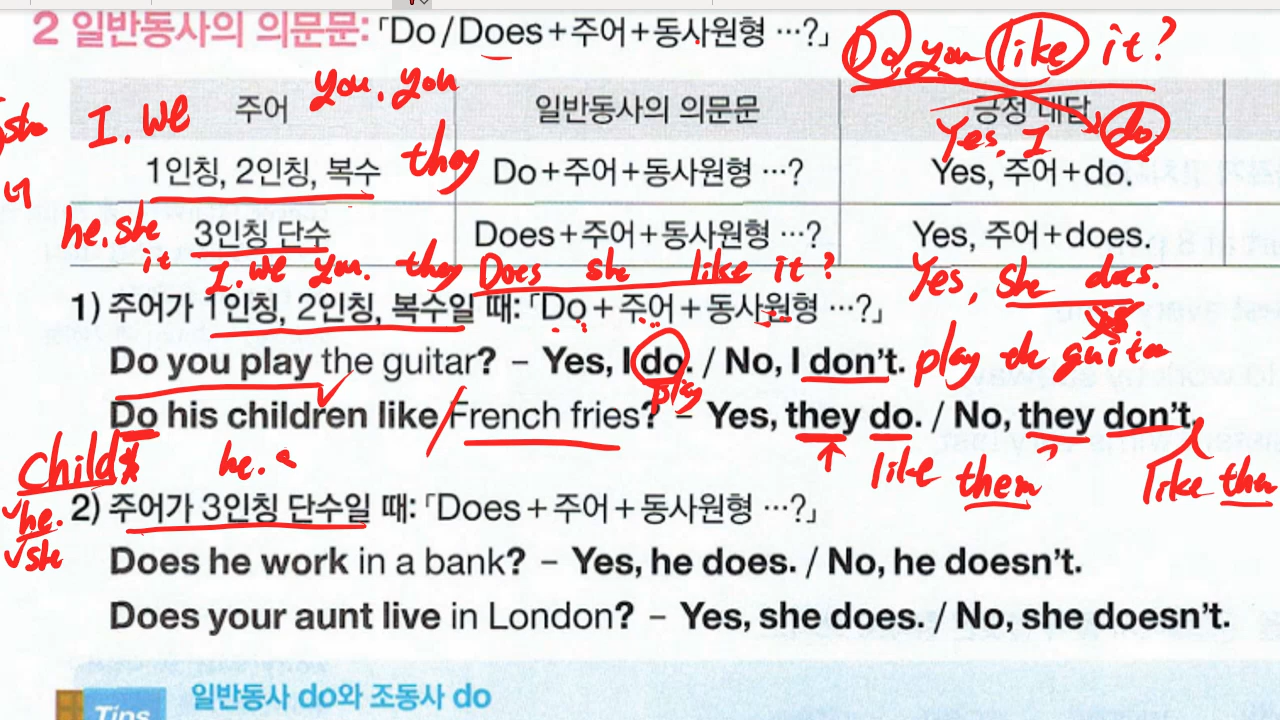 2 일반동사의 의문문: 「Do/Does+주어+동사원형 …?」
Do you like it?
주어 일반동사의 의문문 긍정 대답
I. we you. you they
Yes. I do
1인칭, 2인칭, 복수 Do+주어+동사원형 …? Yes, 주어+do.
he. she it
3인칭 단수 Does+주어+동사원형 …? Yes, 주어+does.
I. we you. they Does she like it? Yes, she does.
1) 주어가 1인칭, 2인칭, 복수일 때: 「Do+주어+동사원형 …?」
Do you play the guitar? – Yes, I do. / No, I don't. play the guitar
play
Do his children like / French fries? – Yes, they do. / No, they don't.
child he. like them like them
he. she
2) 주어가 3인칭 단수일 때: 「Does+주어+동사원형 …?」
Does he work in a bank? – Yes, he does. / No, he doesn't.
Does your aunt live in London? – Yes, she does. / No, she doesn't.
Tips 일반동사 do와 조동사 do